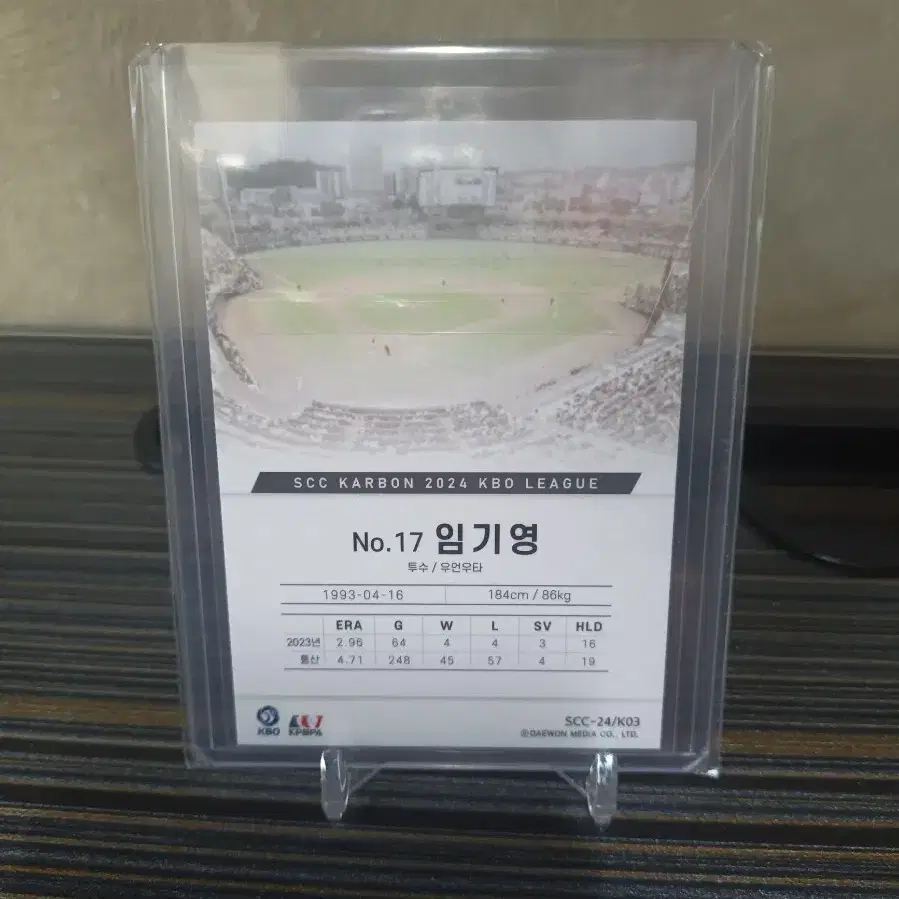 SCC KARBON 2024 KBO LEAGUE
No.17 임기영
투수 / 우언우타
1993-04-16 184cm / 86kg
ERA G W L SV HLD
2023년 2.96 64 4 4 3 16
통산 4.71 248 45 57 4 19
KBO KPBPA
SCC-24/K03
ⓒDAEWON MEDIA CO., LTD.